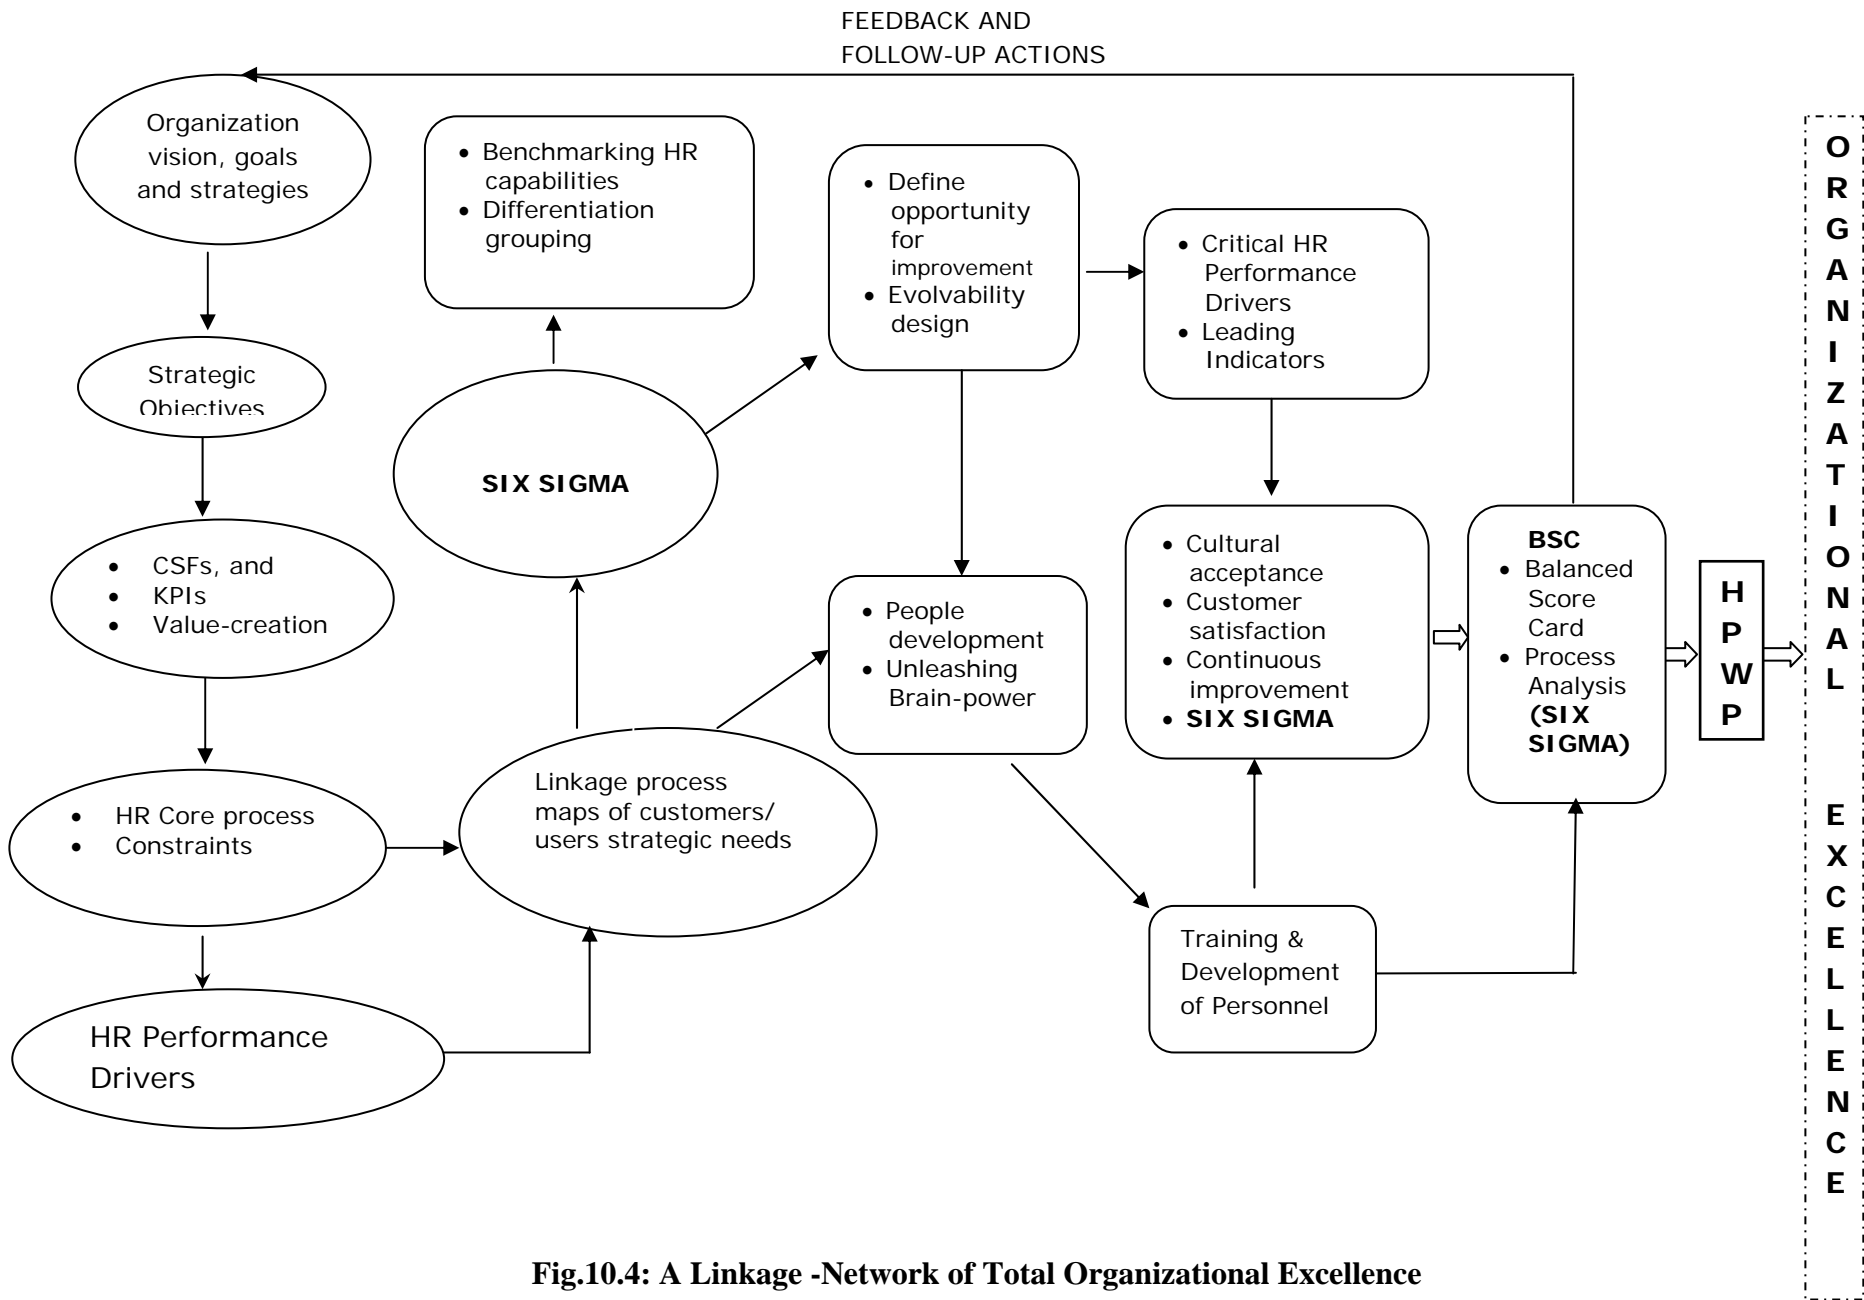 FEEDBACK AND
FOLLOW-UP ACTIONS
Organization
vision, goals
and strategies
Strategic
Objectives
• CSFs, and
• KPIs
• Value-creation
• HR Core process
• Constraints
HR Performance
Drivers
• Benchmarking HR
capabilities
• Differentiation
grouping
SIX SIGMA
Linkage process
maps of customers/
users strategic needs
• Define
opportunity
for
improvement
• Evolvability
design
• People
development
• Unleashing
Brain-power
• Critical HR
Performance
Drivers
• Leading
Indicators
• Cultural
acceptance
• Customer
satisfaction
• Continuous
improvement
• SIX SIGMA
Training &
Development
of Personnel
BSC
• Balanced
Score
Card
• Process
Analysis
(SIX
SIGMA)
H
P
W
P
O
R
G
A
N
I
Z
A
T
I
O
N
A
L
E
X
C
E
L
L
E
N
C
E
Fig.10.4: A Linkage -Network of Total Organizational Excellence